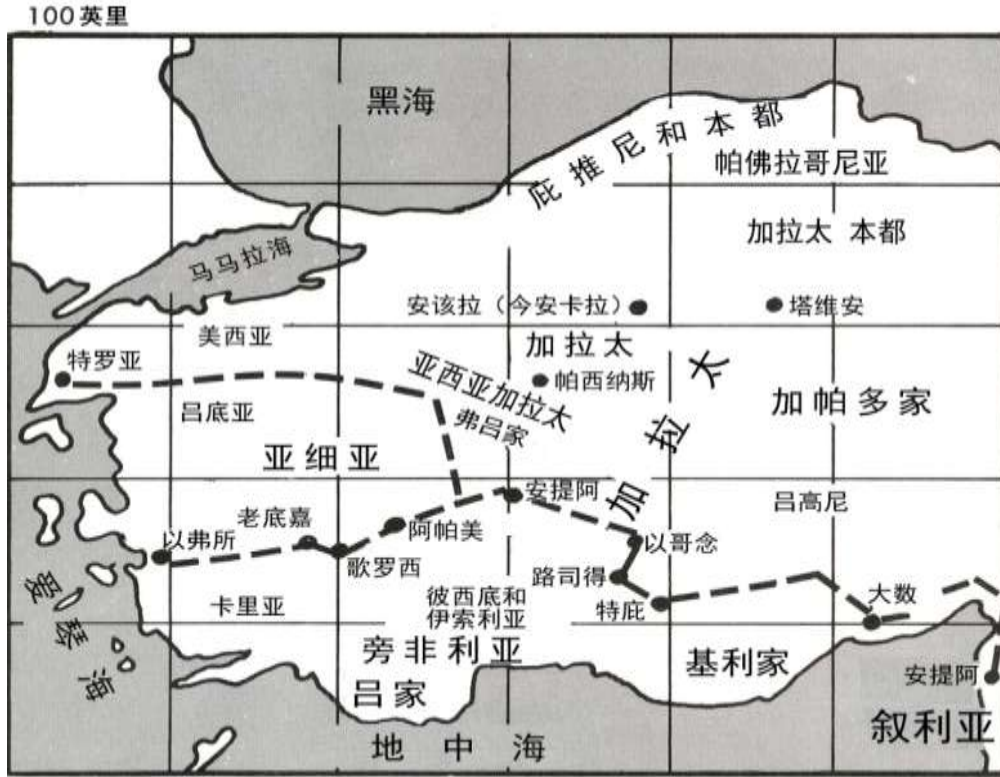 100英里
黑海
庇推尼和本都
帕佛拉哥尼亚
加拉太 本都
马马拉海
安该拉（今安卡拉）
塔维安
美西亚
加拉太
特罗亚
亚西亚加拉太
帕西纳斯
加拉太
吕底亚
弗吕家
加帕多家
亚细亚
安提阿
吕高尼
老底嘉
阿帕美
以弗所
以哥念
歌罗西
路司得
大数
爱琴海
卡里亚
彼西底和
伊索利亚
特庇
旁非利亚
基利家
安提阿
吕家
叙利亚
地中海